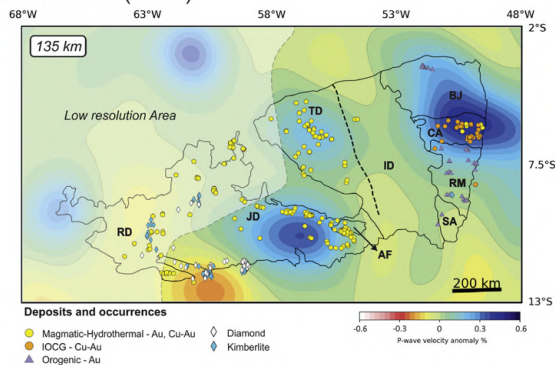 68°W 63°W 58°W 53°W 48°W
2°S
135 km
Low resolution Area
TD
BJ
CA
ID
7.5°S
RM
JD
SA
RD
AF
200 km
13°S
Deposits and occurrences
Magmatic-Hydrothermal - Au, Cu-Au
Diamond
IOCG - Cu-Au
Kimberlite
Orogenic - Au
-0.6 -0.3 0 0.3 0.6
P-wave velocity anomaly %